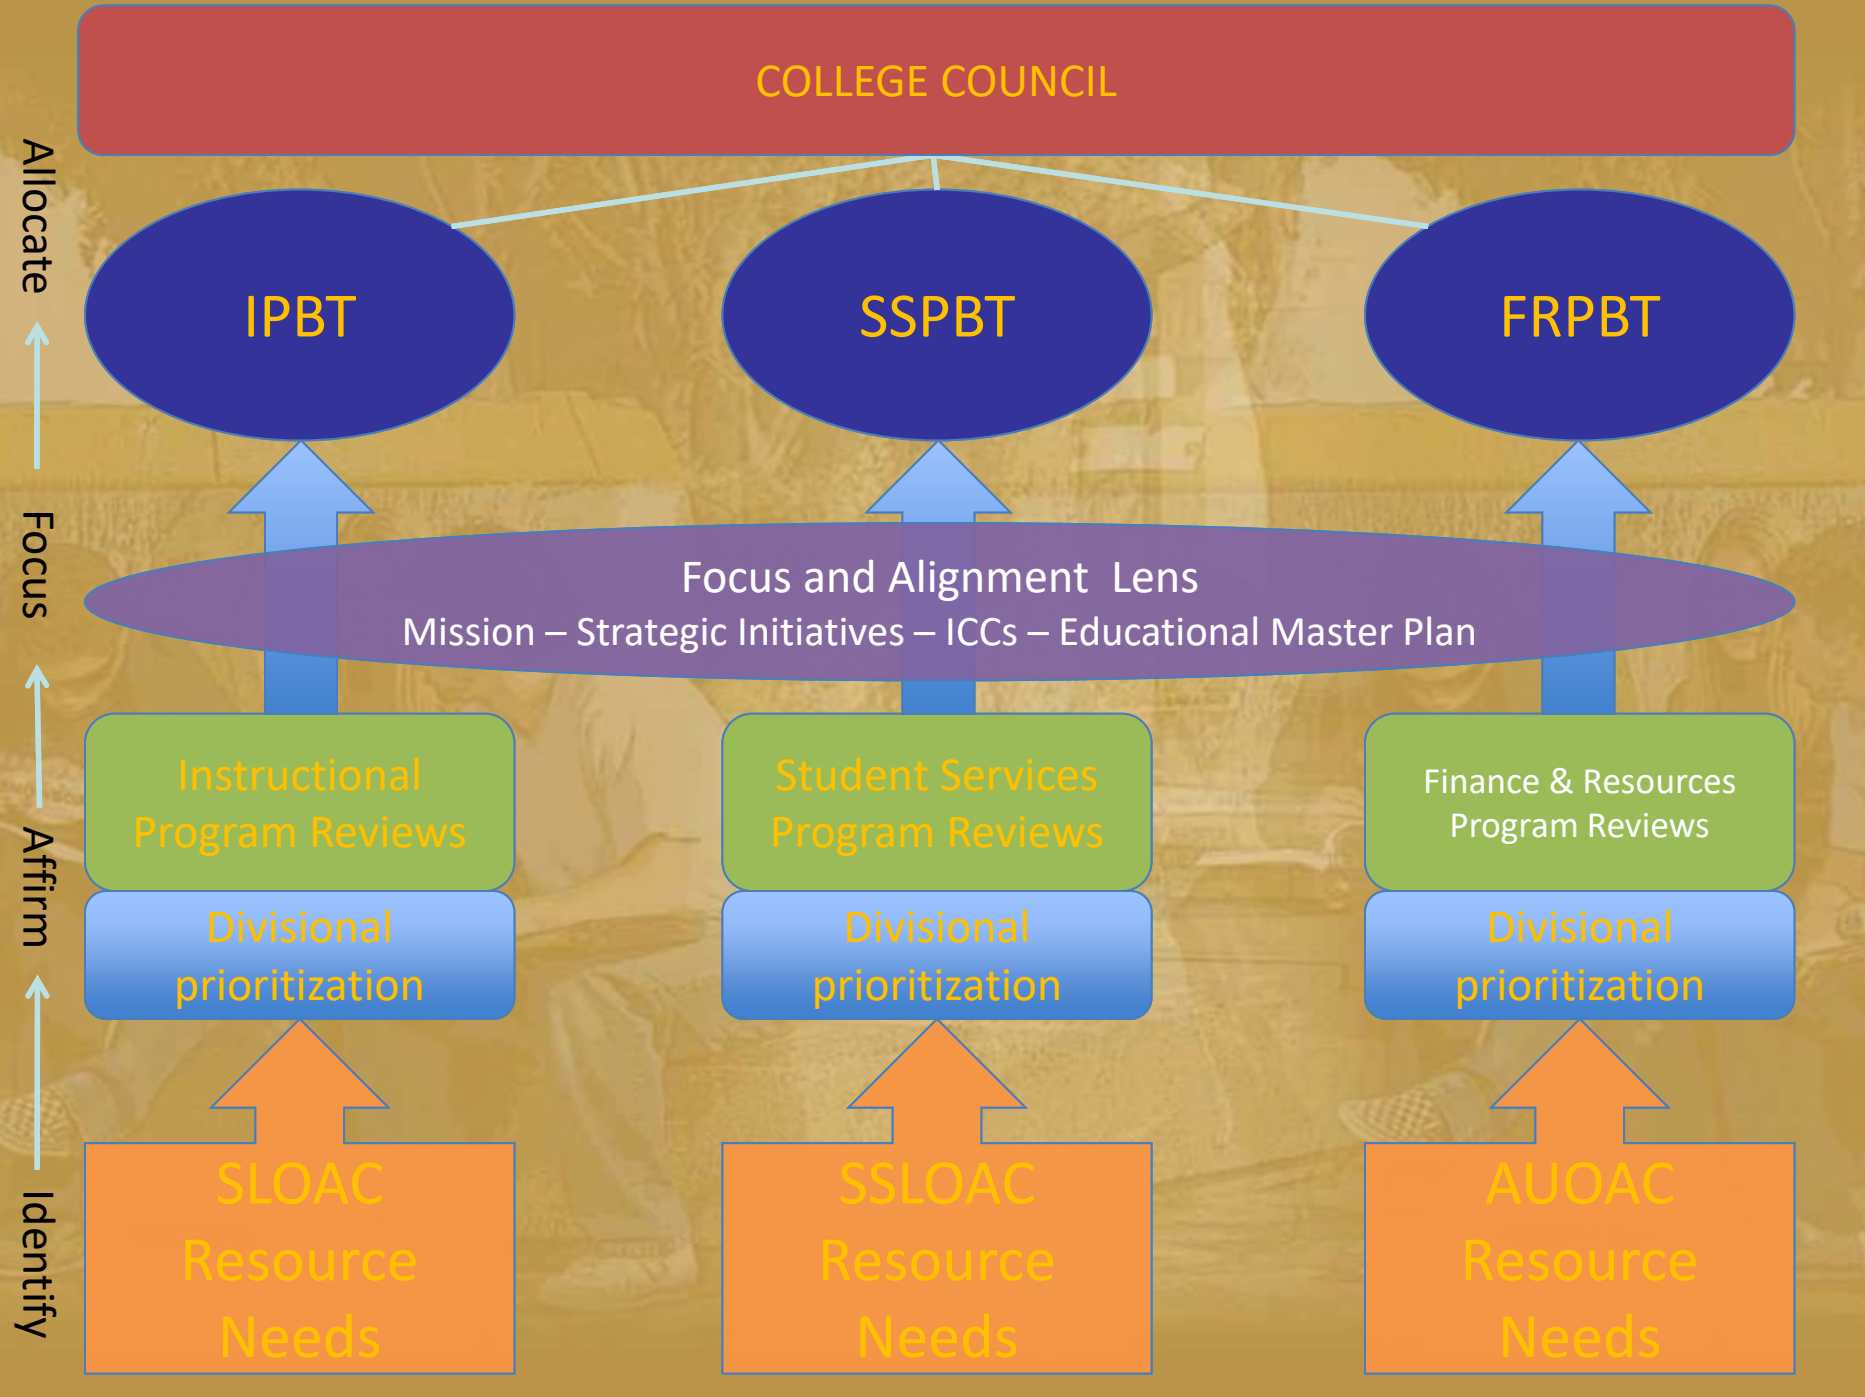 COLLEGE COUNCIL
Allocate
IPBT
SSPBT
FRPBT
Focus
Focus and Alignment  Lens
Mission – Strategic Initiatives – ICCs – Educational Master Plan
Affirm
Instructional
Program Reviews
Student Services
Program Reviews
Finance & Resources
Program Reviews
Divisional
prioritization
Divisional
prioritization
Divisional
prioritization
Identify
SLOAC
Resource
Needs
SSLOAC
Resource
Needs
AUOAC
Resource
Needs